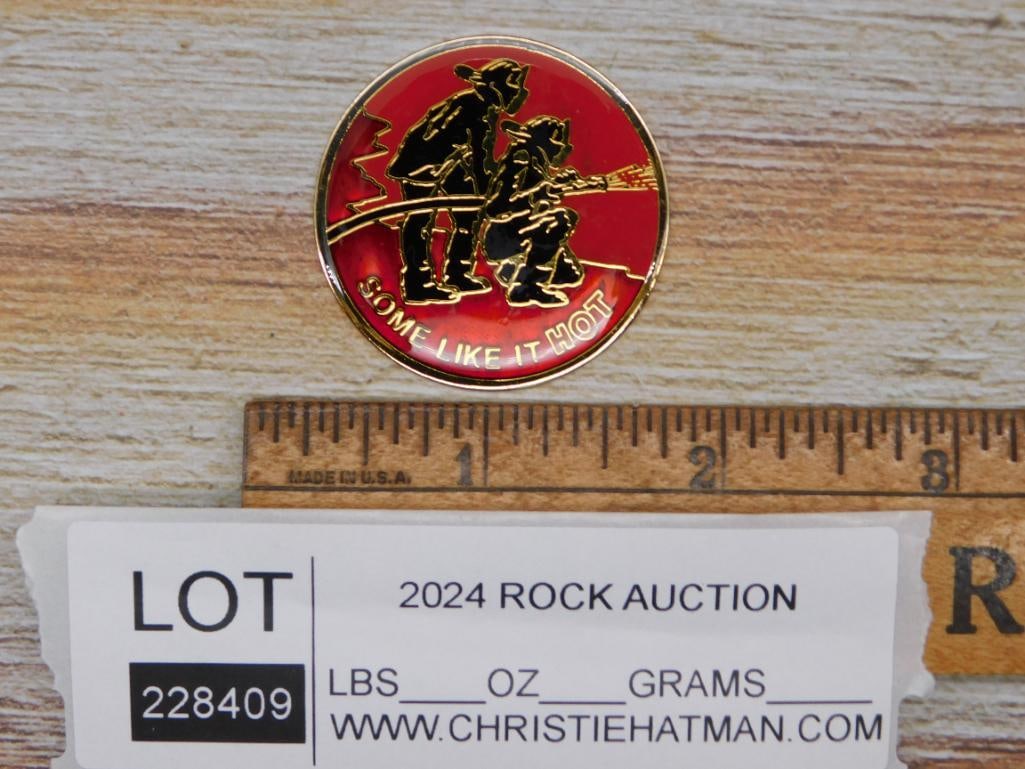 SOME LIKE IT HOT
1 2 3
MADE IN U.S.A.
R
LOT
228409
2024 ROCK AUCTION
LBS____OZ____GRAMS_____
WWW.CHRISTIEHATMAN.COM